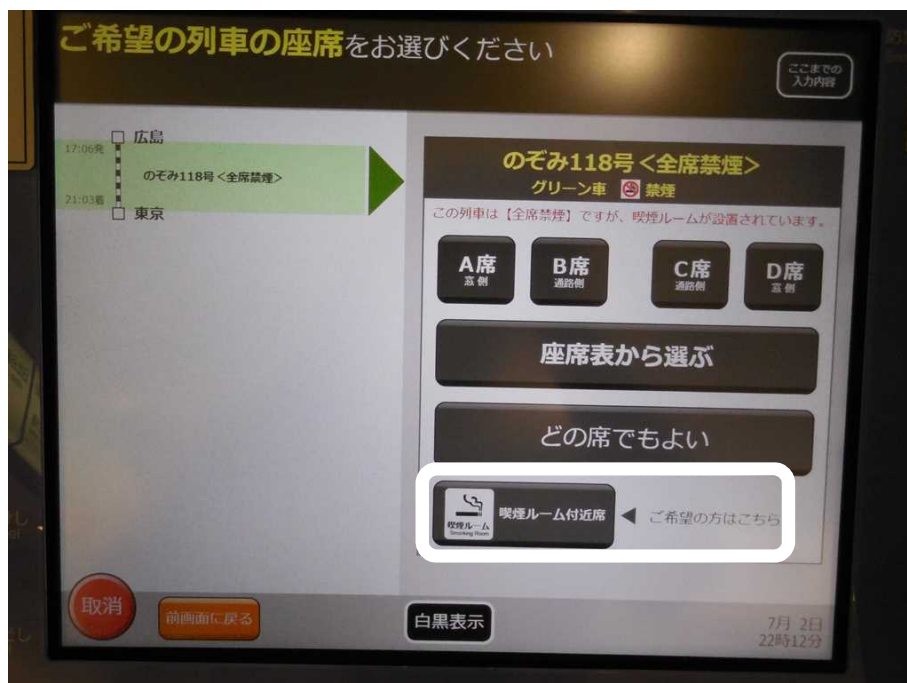 ご希望の列車の座席をお選びください
ここまでの
入力内容
広島
17:06発
のぞみ118号<全席禁煙>
21:03着
東京
のぞみ118号<全席禁煙>
グリーン車 禁煙
この列車は【全席禁煙】ですが、喫煙ルームが設置されています。
A席
窓側
B席
通路側
C席
通路側
D席
窓側
座席表から選ぶ
どの席でもよい
喫煙ルーム
Smoking Room
喫煙ルーム付近席
ご希望の方はこちら
取消
前画面に戻る
白黒表示
7月 2日
22時12分